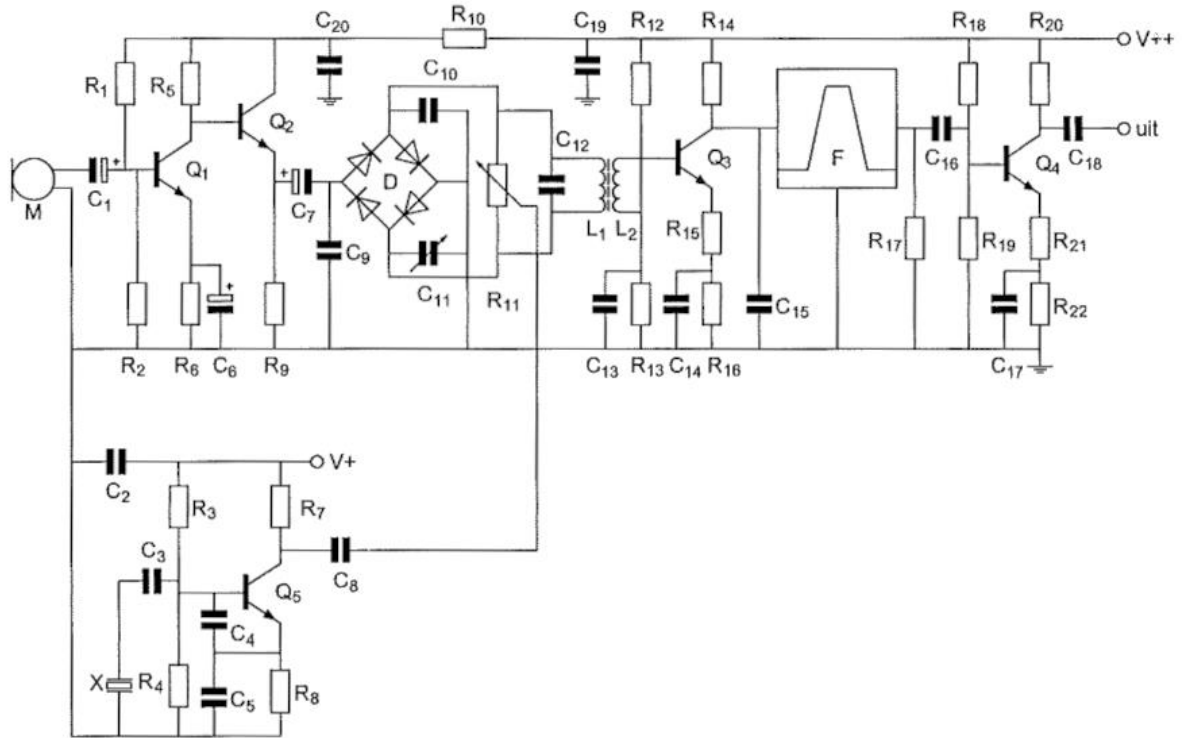 C20 R10 C19 R12 R14 R18 R20
V++
R1 R5 C10
Q2 C12 uit
Q1 D Q3 F C16 Q4 C18
M C1 + + C7
L1 L2 R15 R17 R19 R21
C9
C11 R11
+ C15 R22
R2 R6 C6 R9 C13 R13 C14 R16 C17
V+
C2 R3 R7
C3 C8
Q5
C4
X R4 C5 R8